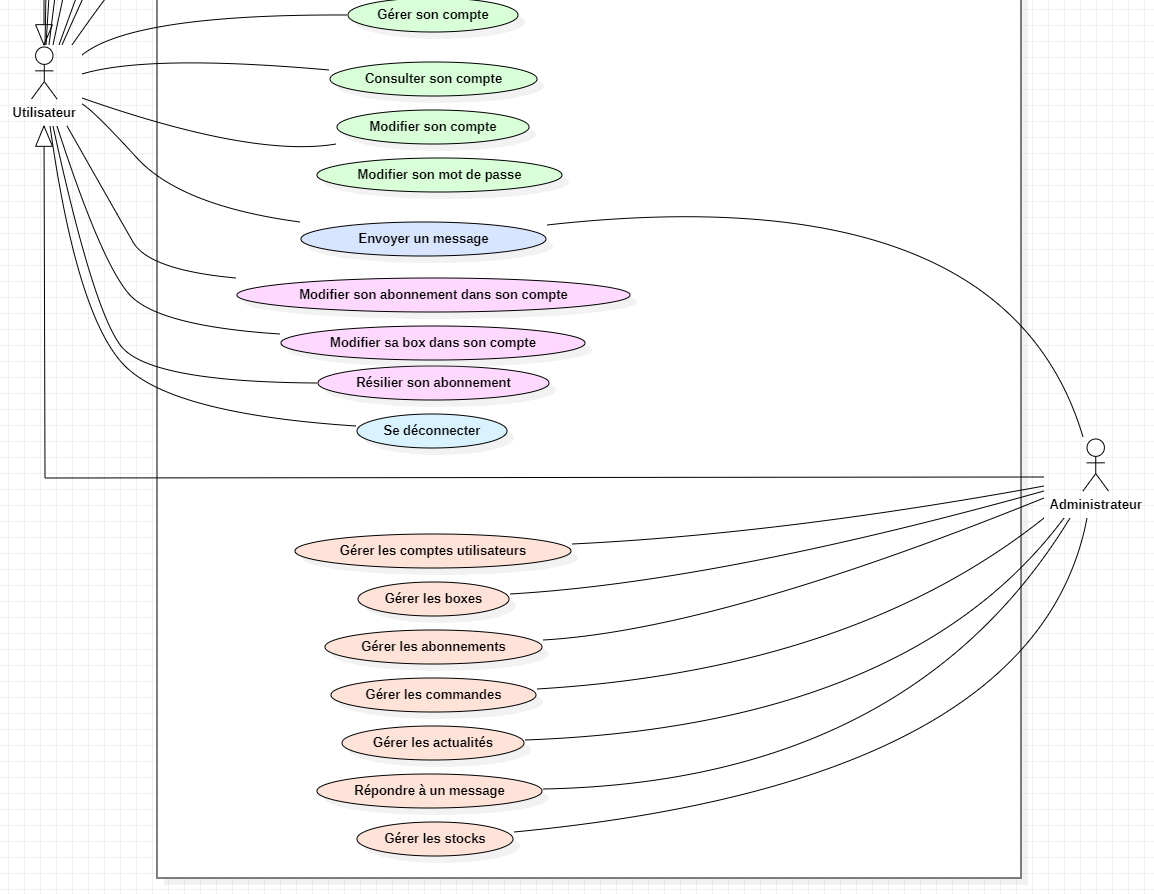 Gérer son compte
Consulter son compte
Utilisateur
Modifier son compte
Modifier son mot de passe
Envoyer un message
Modifier son abonnement dans son compte
Modifier sa box dans son compte
Résilier son abonnement
Se déconnecter
Administrateur
Gérer les comptes utilisateurs
Gérer les boxes
Gérer les abonnements
Gérer les commandes
Gérer les actualités
Répondre à un message
Gérer les stocks